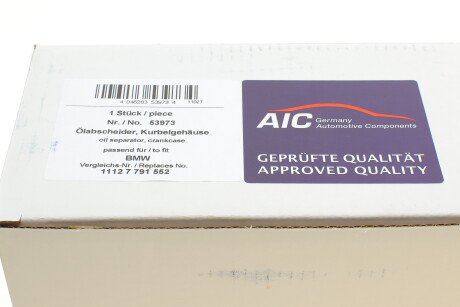 4 046283 53973 4 11021
1 Stück / piece
Nr. / No. 53973
Ölabscheider, Kurbelgehäuse
oil separator, crankcase
passend für / to fit
BMW
Vergleichs-Nr / Replaces No.
1112 7 791 552
AIC Germany
Automotive Components
GEPRÜFTE QUALITÄT
APPROVED QUALITY